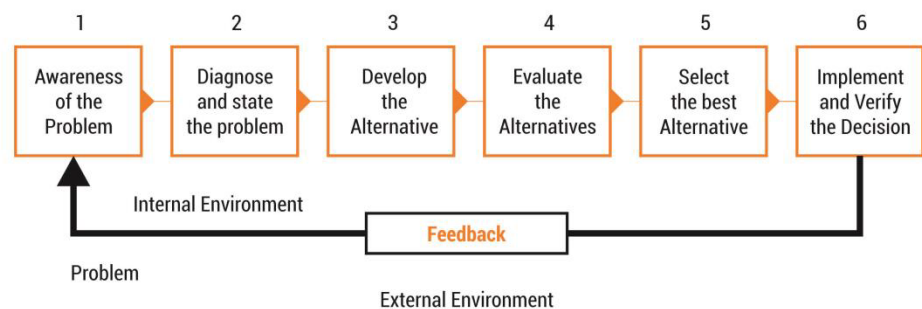 1
2
3
4
5
6
Awareness
of the
Problem
Diagnose
and state
the problem
Develop
the
Alternative
Evaluate
the
Alternatives
Select
the best
Alternative
Implement
and Verify
the Decision
Internal Environment
Feedback
Problem
External Environment